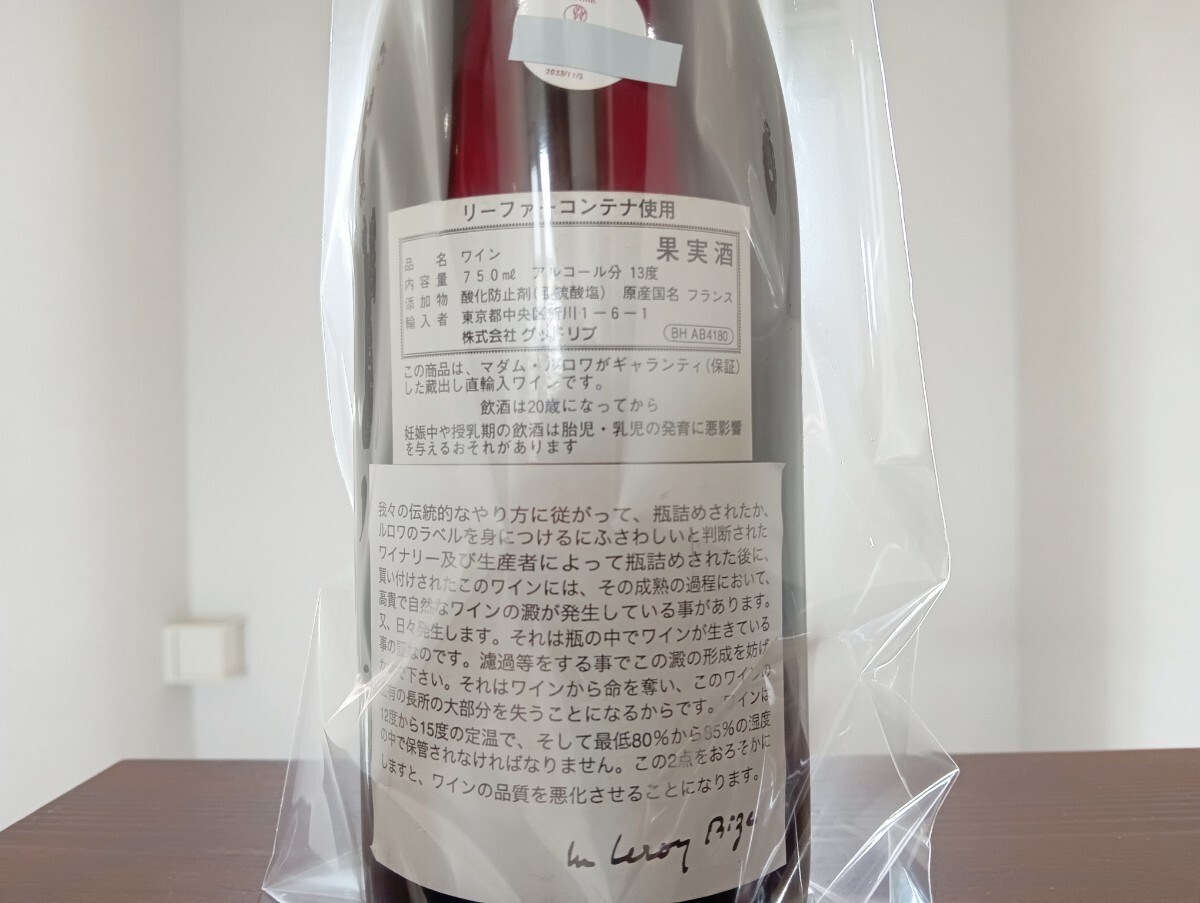 2023/11/2
リーファーコンテナ使用
果実酒
品名 ワイン
内容量 750ml アルコール分 13度
添加物 酸化防止剤(亜硫酸塩) 原産国名 フランス
輸入者 東京都中央区新川1-6-1
株式会社 グッドリブ BH AB4180
この商品は、マダム・ルロワがギャランティ(保証)
した蔵出し直輸入ワインです。
飲酒は20歳になってから
妊娠中や授乳期の飲酒は胎児・乳児の発育に悪影響
を与えるおそれがあります
我々の伝統的なやり方に従がって、瓶詰めされたか、
ルロワのラベルを身につけるにふさわしいと判断された
ワイナリー及び生産者によって瓶詰めされた後に、
買い付けされたこのワインには、その成熟の過程において、
高貴で自然なワインの澱が発生している事があります。
又、日々発生します。それは瓶の中でワインが生きている
事の証なのです。濾過等をする事でこの澱の形成を妨げ
ないで下さい。それはワインから命を奪い、このワインの
固有の長所の大部分を失うことになるからです。ワインは
12度から15度の定温で、そして最低80%から85%の湿度
の中で保管されなければなりません。この2点をおろそかに
しますと、ワインの品質を悪化させることになります。
Leroy Bize